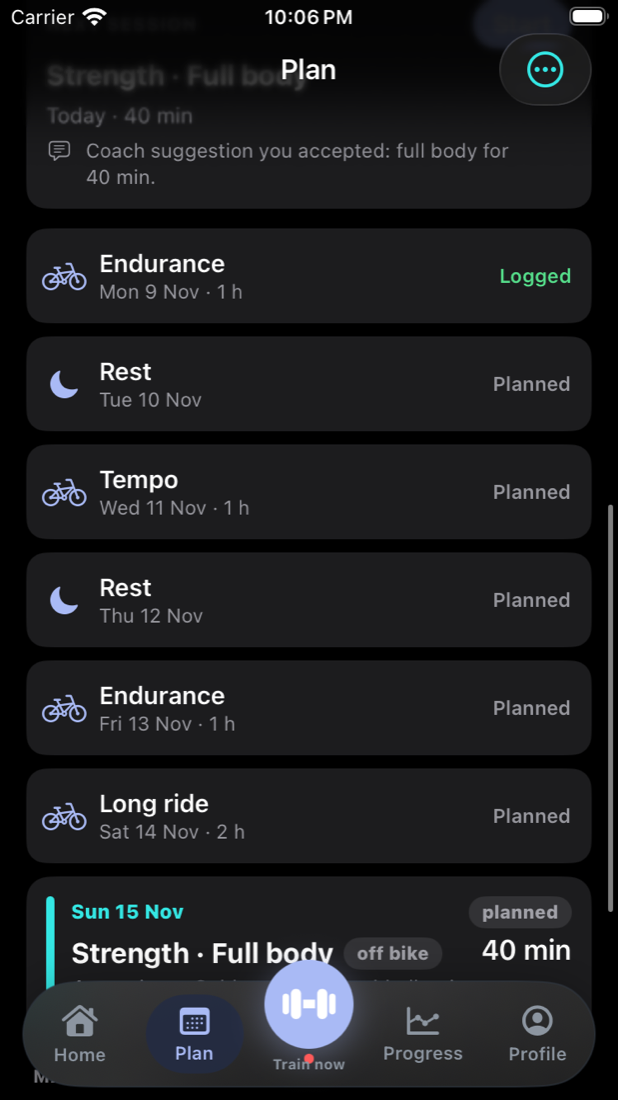 Carrier
10:06 PM
Plan
Strength · Full body
Today · 40 min
Coach suggestion you accepted: full body for
40 min.
Endurance
Mon 9 Nov · 1 h
Logged
Rest
Tue 10 Nov
Planned
Tempo
Wed 11 Nov · 1 h
Planned
Rest
Thu 12 Nov
Planned
Endurance
Fri 13 Nov · 1 h
Planned
Long ride
Sat 14 Nov · 2 h
Planned
Sun 15 Nov
planned
Strength · Full body
off bike
40 min
Home
Plan
Train now
Progress
Profile